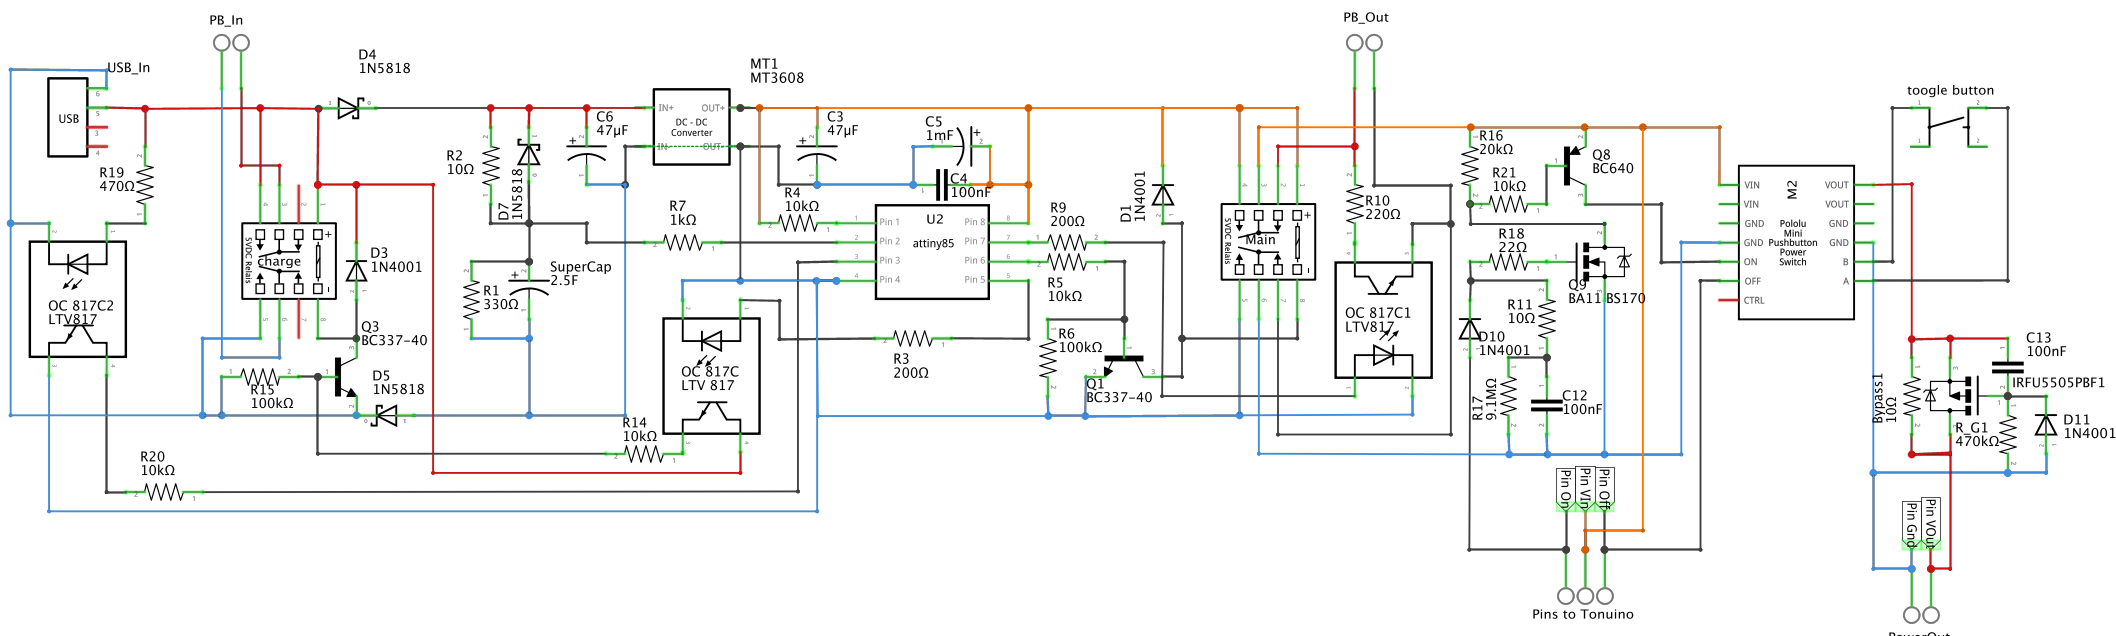 PB_In
PB_Out
USB_In
D4
1N5818
MT1
MT3608
toogle button
USB
R19
470Ω
R2
10Ω
D7
1N5818
C6
47µF
IN+
OUT+
DC - DC
Converter
IN-
OUT-
C3
47µF
C5
1mF
C4
100nF
R4
10kΩ
D1
1N4001
R16
20kΩ
Q8
BC640
R21
10kΩ
M2
Pololu
Mini
Pushbutton
Power
Switch
VIN
VIN
GND
GND
ON
OFF
CTRL
VOUT
VOUT
GND
GND
B
A
U2
attiny85
Pin 1
Pin 2
Pin 3
Pin 4
Pin 8
Pin 7
Pin 6
Pin 5
R7
1kΩ
R9
200Ω
R5
10kΩ
5VDC Relais
Main
R10
220Ω
R18
22Ω
Q9
BA11 BS170
R11
10Ω
OC 817C2
LTV817
5VDC Relais
charge
D3
1N4001
R1
330Ω
SuperCap
2.5F
OC 817C1
LTV817
D10
1N4001
Q3
BC337-40
D5
1N5818
R15
100kΩ
OC 817C
LTV 817
R3
200Ω
R6
100kΩ
Q1
BC337-40
R17
9.1MΩ
C12
100nF
C13
100nF
IRFU5505PBF1
Bypass1
10Ω
R_G1
470kΩ
D11
1N4001
R14
10kΩ
R20
10kΩ
Pin On
Pin VIn
Pin Off
Pin Gnd
Pin VOut
Pins to Tonuino
PowerOut